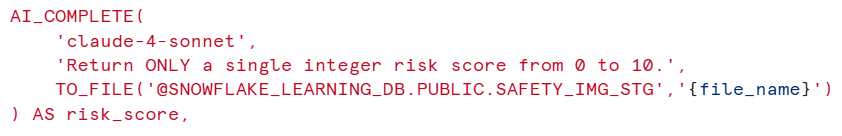 AI_COMPLETE(
    'claude-4-sonnet',
    'Return ONLY a single integer risk score from 0 to 10.',
    TO_FILE('@SNOWFLAKE_LEARNING_DB.PUBLIC.SAFETY_IMG_STG','{file_name}')
) AS risk_score,